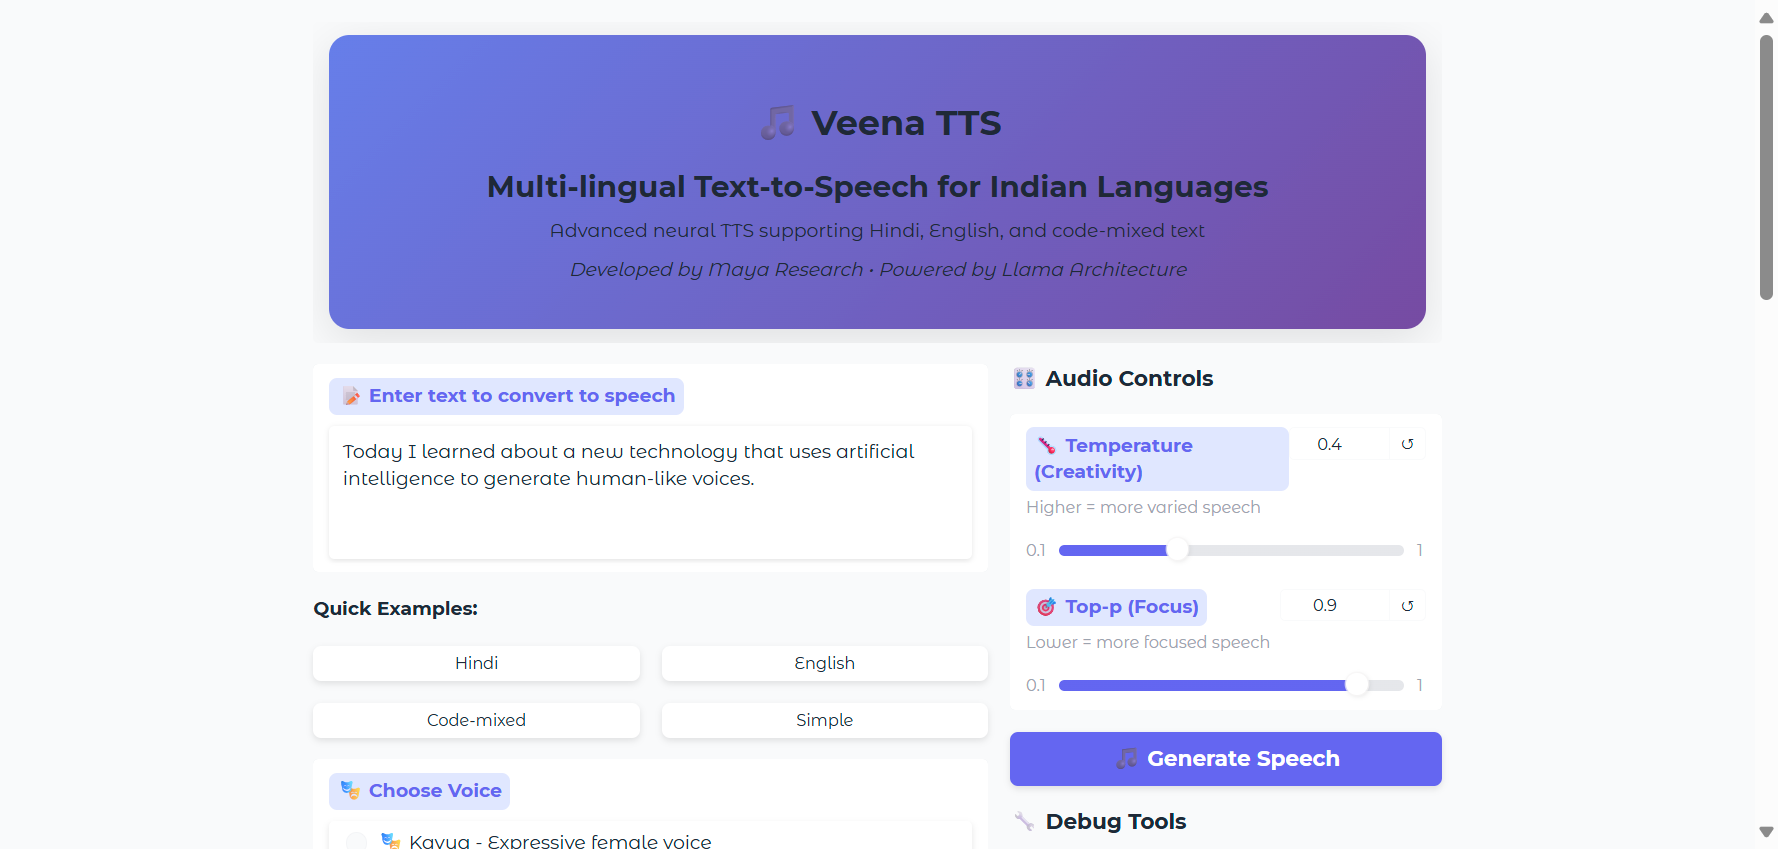 🎵 Veena TTS
Multi-lingual Text-to-Speech for Indian Languages
Advanced neural TTS supporting Hindi, English, and code-mixed text
Developed by Maya Research • Powered by Llama Architecture
📝 Enter text to convert to speech
Today I learned about a new technology that uses artificial
intelligence to generate human-like voices.
Quick Examples:
Hindi
English
Code-mixed
Simple
🎭 Choose Voice
🎭 Kavya - Expressive female voice
🎛️ Audio Controls
🌡️ Temperature
(Creativity)
0.4
↺
Higher = more varied speech
0.1
1
🎯 Top-p (Focus)
0.9
↺
Lower = more focused speech
0.1
1
🎵 Generate Speech
🔧 Debug Tools